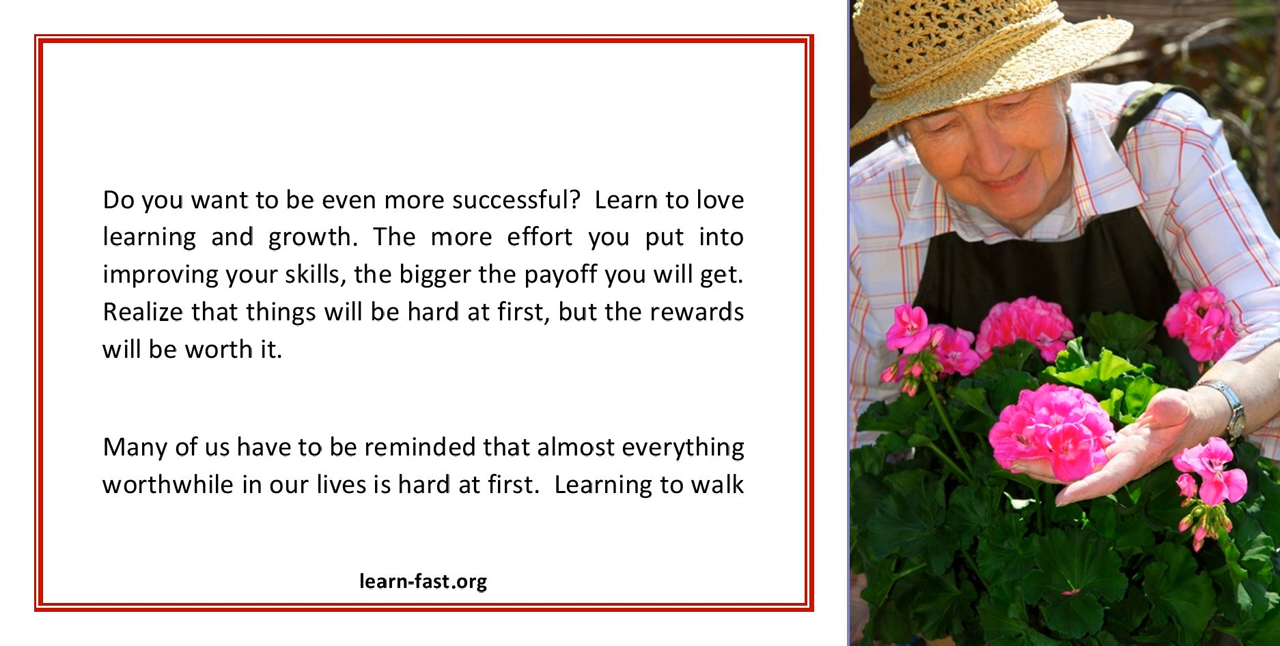 Do you want to be even more successful?  Learn to love
learning and growth. The more effort you put into
improving your skills, the bigger the payoff you will get.
Realize that things will be hard at first, but the rewards
will be worth it.
Many of us have to be reminded that almost everything
worthwhile in our lives is hard at first.  Learning to walk
learn-fast.org